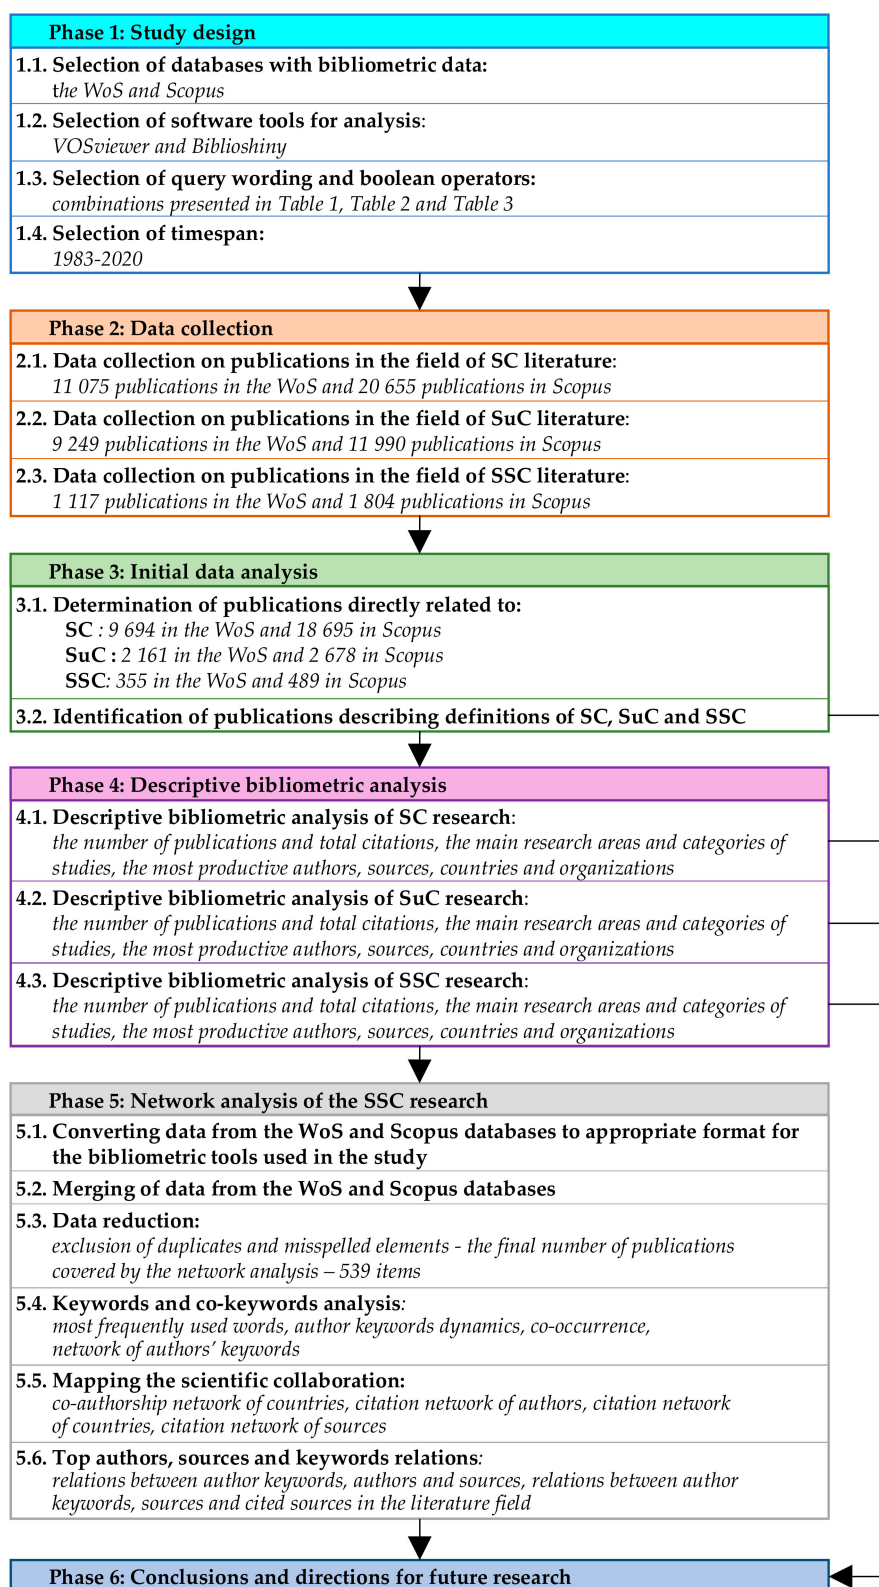 Phase 1: Study design
1.1. Selection of databases with bibliometric data:
the WoS and Scopus
1.2. Selection of software tools for analysis:
VOSviewer and Biblioshiny
1.3. Selection of query wording and boolean operators:
combinations presented in Table 1, Table 2 and Table 3
1.4. Selection of timespan:
1983-2020
Phase 2: Data collection
2.1. Data collection on publications in the field of SC literature:
11 075 publications in the WoS and 20 655 publications in Scopus
2.2. Data collection on publications in the field of SuC literature:
9 249 publications in the WoS and 11 990 publications in Scopus
2.3. Data collection on publications in the field of SSC literature:
1 117 publications in the WoS and 1 804 publications in Scopus
Phase 3: Initial data analysis
3.1. Determination of publications directly related to:
SC : 9 694 in the WoS and 18 695 in Scopus
SuC : 2 161 in the WoS and 2 678 in Scopus
SSC: 355 in the WoS and 489 in Scopus
3.2. Identification of publications describing definitions of SC, SuC and SSC
Phase 4: Descriptive bibliometric analysis
4.1. Descriptive bibliometric analysis of SC research:
the number of publications and total citations, the main research areas and categories of
studies, the most productive authors, sources, countries and organizations
4.2. Descriptive bibliometric analysis of SuC research:
the number of publications and total citations, the main research areas and categories of
studies, the most productive authors, sources, countries and organizations
4.3. Descriptive bibliometric analysis of SSC research:
the number of publications and total citations, the main research areas and categories of
studies, the most productive authors, sources, countries and organizations
Phase 5: Network analysis of the SSC research
5.1. Converting data from the WoS and Scopus databases to appropriate format for
the bibliometric tools used in the study
5.2. Merging of data from the WoS and Scopus databases
5.3. Data reduction:
exclusion of duplicates and misspelled elements - the final number of publications
covered by the network analysis – 539 items
5.4. Keywords and co-keywords analysis:
most frequently used words, author keywords dynamics, co-occurrence,
network of authors’ keywords
5.5. Mapping the scientific collaboration:
co-authorship network of countries, citation network of authors, citation network
of countries, citation network of sources
5.6. Top authors, sources and keywords relations:
relations between author keywords, authors and sources, relations between author
keywords, sources and cited sources in the literature field
Phase 6: Conclusions and directions for future research